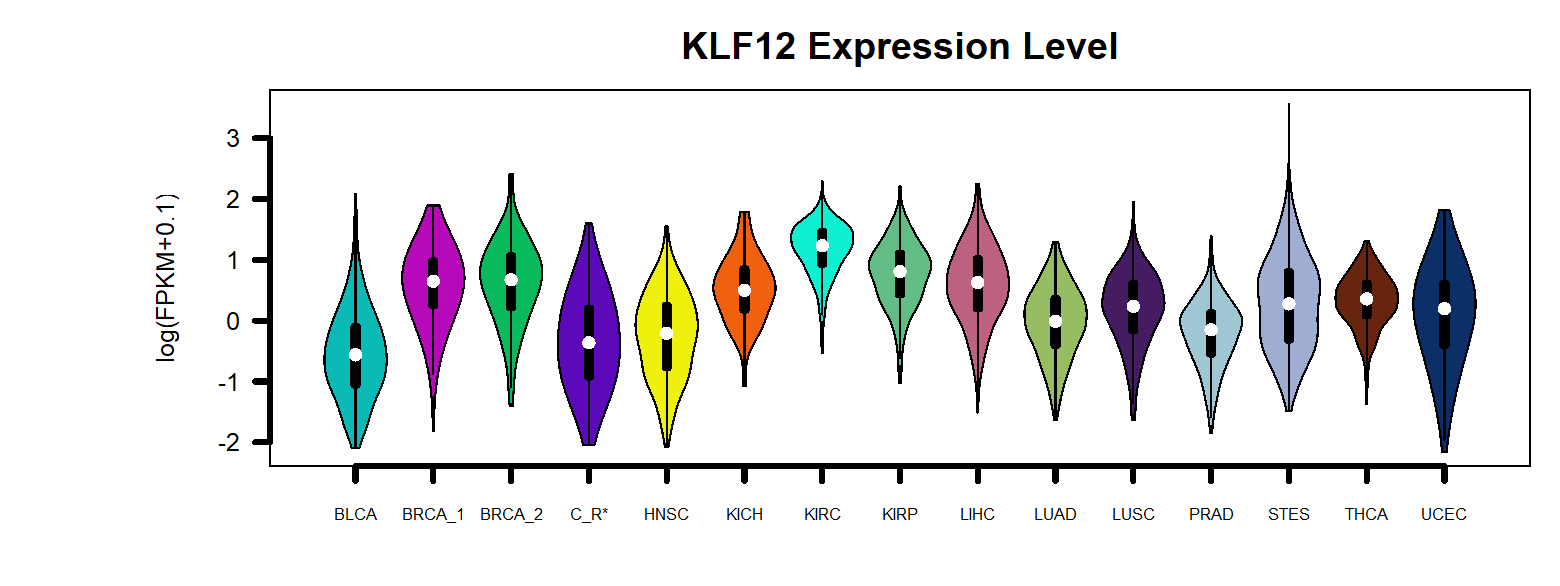 KLF12 Expression Level
log(FPKM+0.1)
3
2
1
0
-1
-2
BLCA BRCA_1 BRCA_2 C_R* HNSC KICH KIRC KIRP LIHC LUAD LUSC PRAD STES THCA UCEC